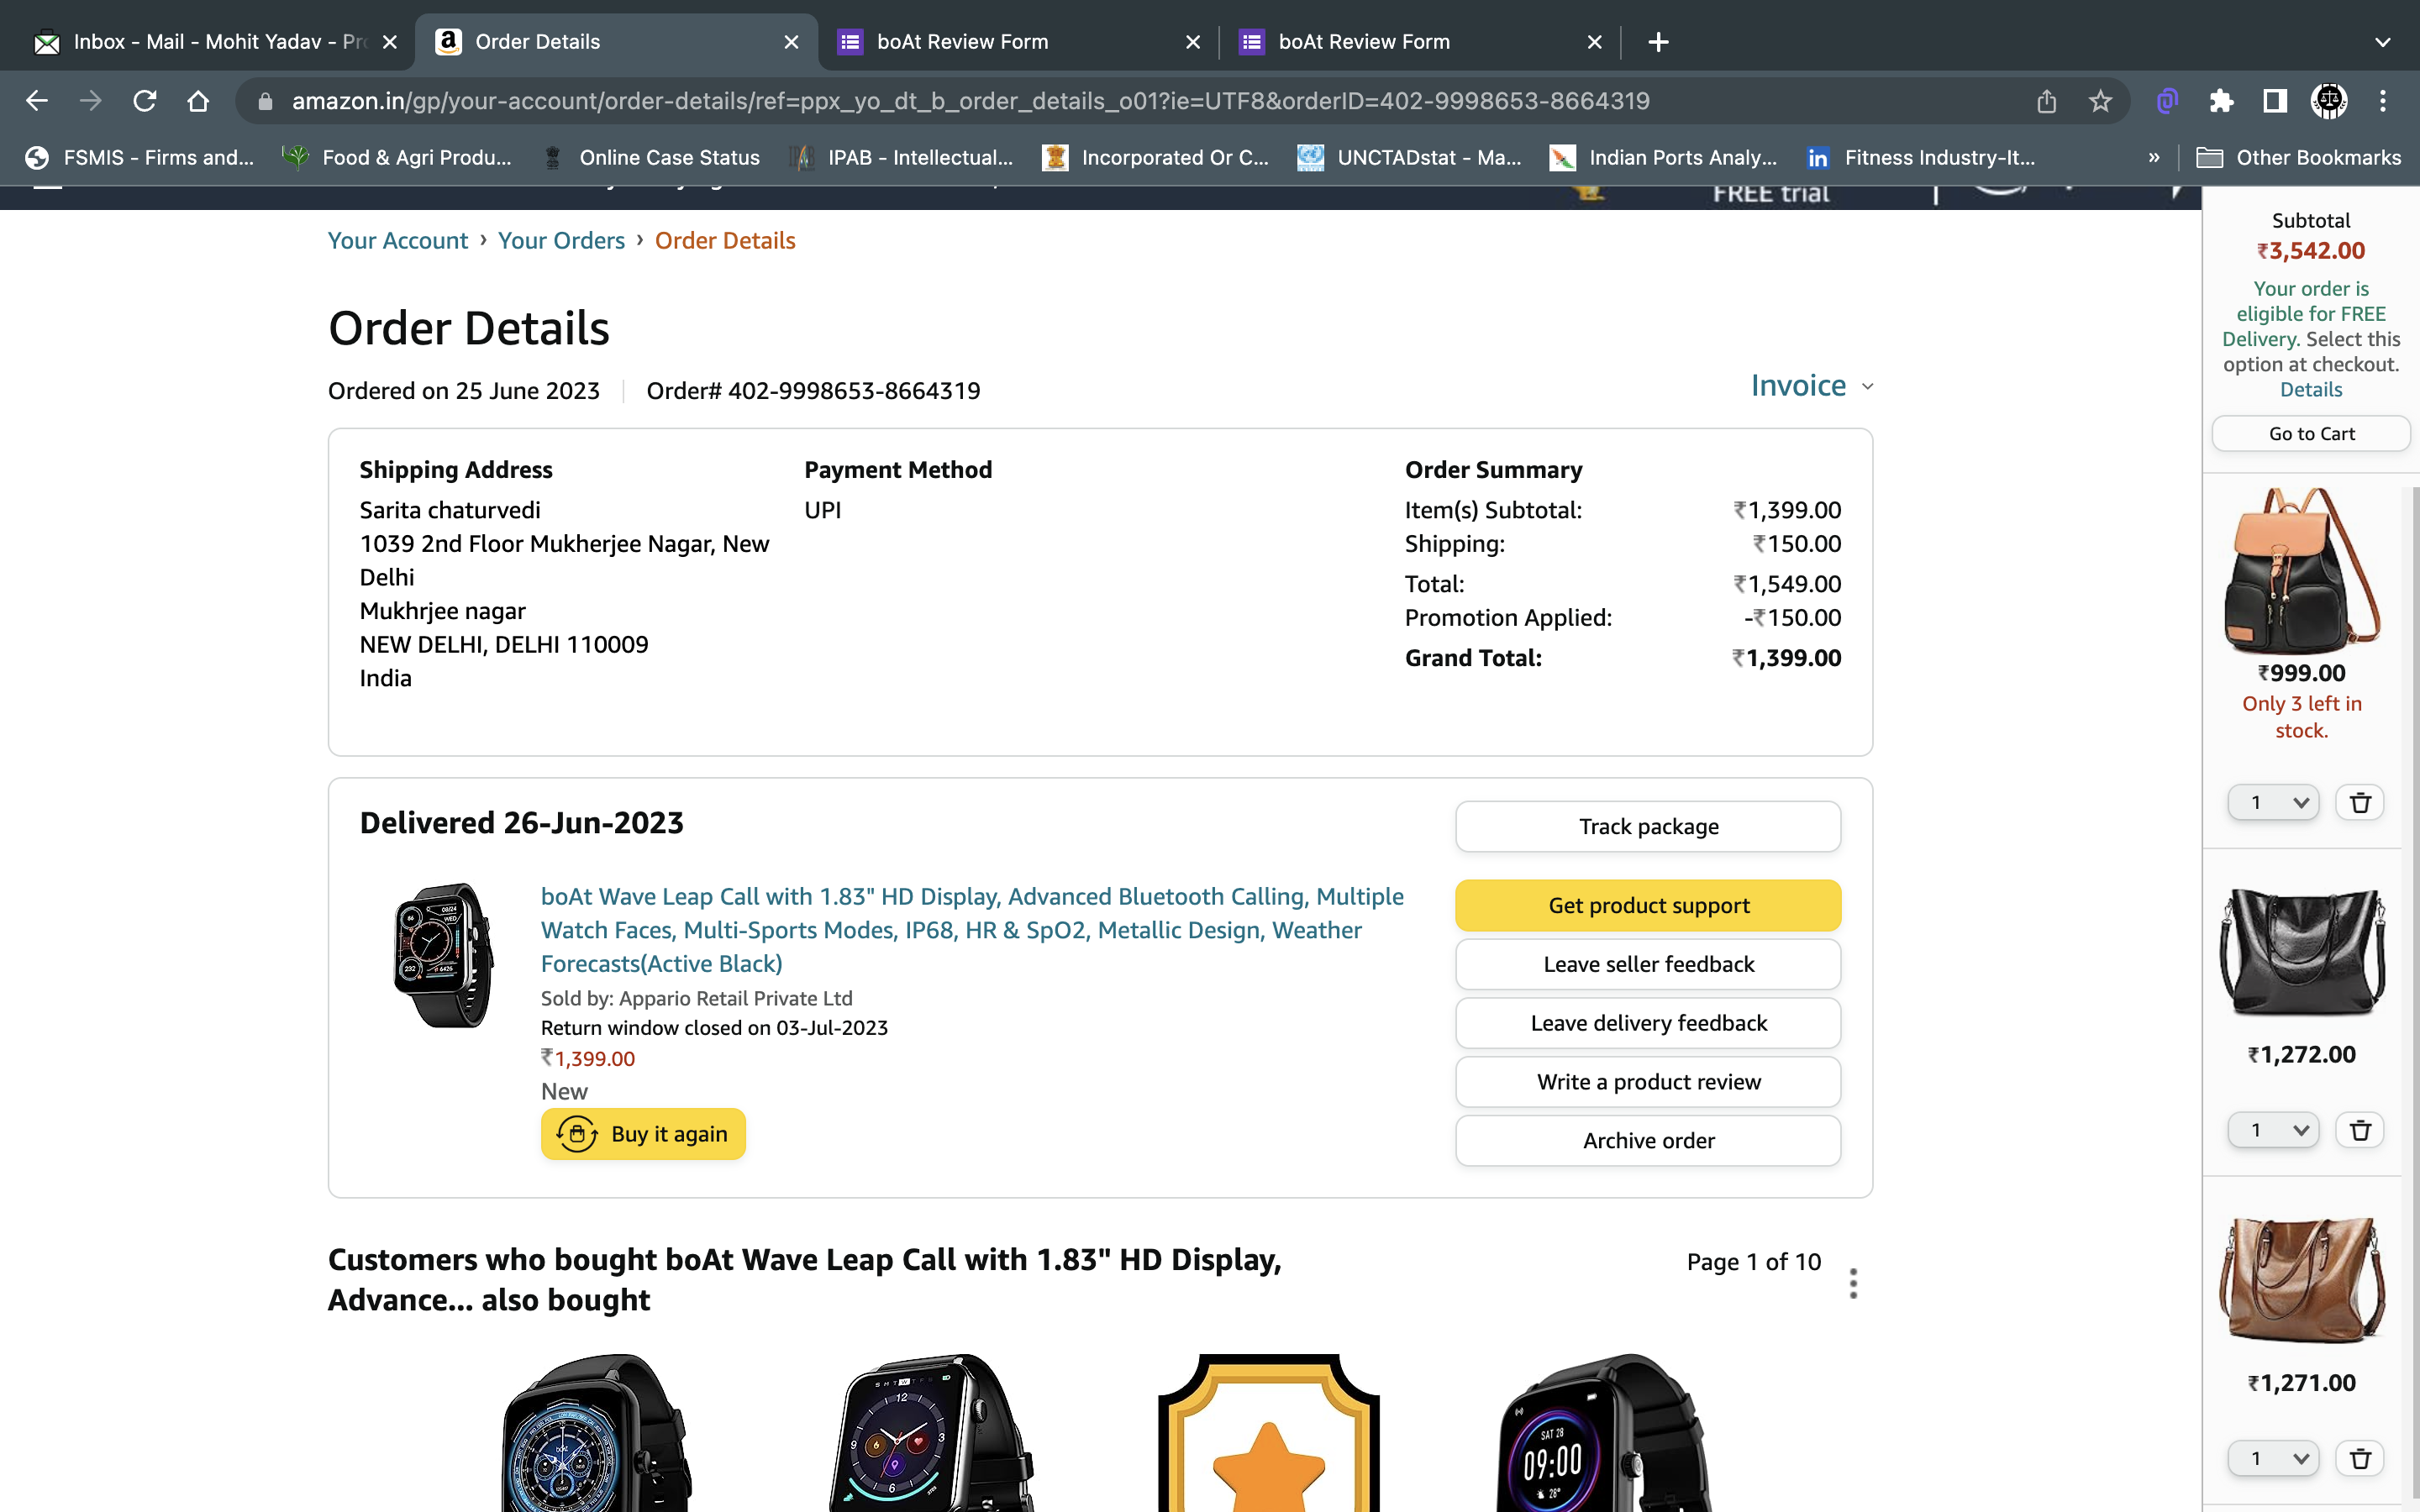 Inbox - Mail - Mohit Yadav - Pr
Order Details
boAt Review Form
boAt Review Form
amazon.in/gp/your-account/order-details/ref=ppx_yo_dt_b_order_details_o01?ie=UTF8&orderID=402-9998653-8664319
FSMIS - Firms and...
Food & Agri Produ...
Online Case Status
IPAB - Intellectual...
Incorporated Or C...
UNCTADstat - Ma...
Indian Ports Analy...
Fitness Industry-It...
»
Other Bookmarks
FREE trial
Your Account › Your Orders › Order Details
Order Details
Ordered on 25 June 2023
Order# 402-9998653-8664319
Invoice
Shipping Address
Sarita chaturvedi
1039 2nd Floor Mukherjee Nagar, New
Delhi
Mukhrjee nagar
NEW DELHI, DELHI 110009
India
Payment Method
UPI
Order Summary
Item(s) Subtotal: ₹1,399.00
Shipping: ₹150.00
Total: ₹1,549.00
Promotion Applied: -₹150.00
Grand Total: ₹1,399.00
Delivered 26-Jun-2023
boAt Wave Leap Call with 1.83" HD Display, Advanced Bluetooth Calling, Multiple
Watch Faces, Multi-Sports Modes, IP68, HR & SpO2, Metallic Design, Weather
Forecasts(Active Black)
Sold by: Appario Retail Private Ltd
Return window closed on 03-Jul-2023
₹1,399.00
New
Buy it again
Track package
Get product support
Leave seller feedback
Leave delivery feedback
Write a product review
Archive order
Customers who bought boAt Wave Leap Call with 1.83" HD Display,
Advance... also bought
Page 1 of 10
12
3
6
9
SAT 28
09:00
28°
Subtotal
₹3,542.00
Your order is
eligible for FREE
Delivery. Select this
option at checkout.
Details
Go to Cart
₹999.00
Only 3 left in
stock.
1
₹1,272.00
1
₹1,271.00
1